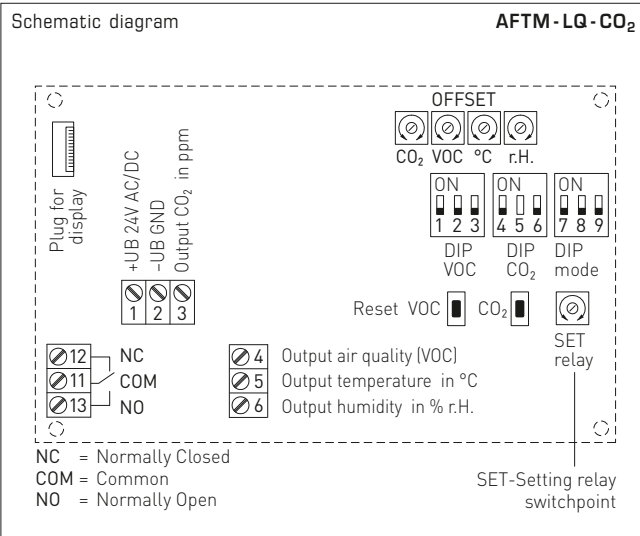 Schematic diagram AFTM-LQ-CO₂
OFFSET
CO₂ VOC °C r.H.
Plug for
display
+UB 24V AC/DC
–UB GND
Output CO₂ in ppm
1 2 3
ON ON ON
1 2 3 4 5 6 7 8 9
DIP DIP DIP
VOC CO₂ mode
Reset VOC CO₂
SET
relay
12 NC
11 COM
13 NO
4 Output air quality (VOC)
5 Output temperature in °C
6 Output humidity in % r.H.
NC = Normally Closed
COM = Common
NO = Normally Open
SET-Setting relay
switchpoint